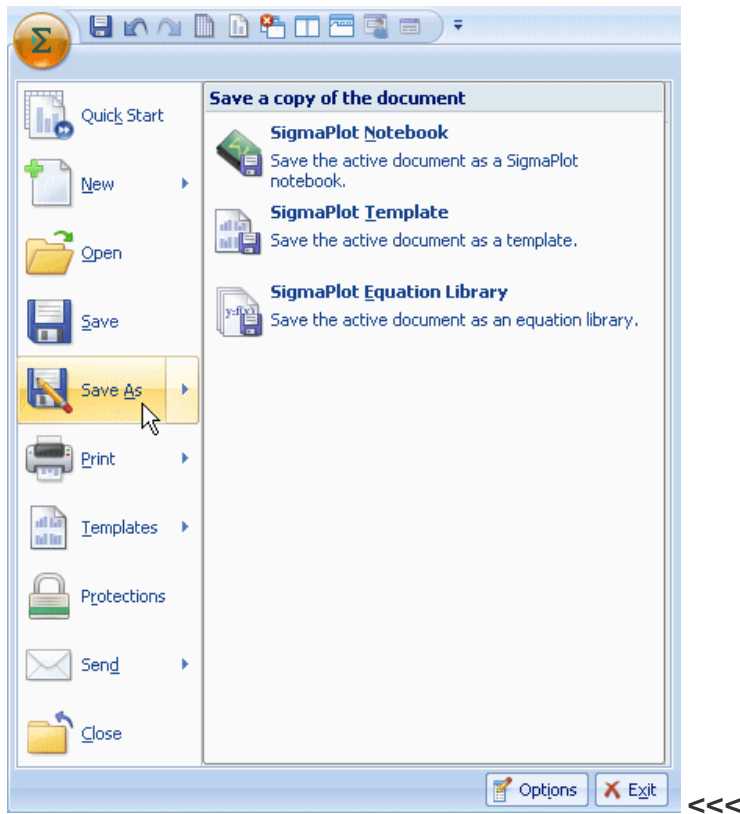 Σ
Quick Start
New
Open
Save
Save As
Print
Templates
Protections
Send
Close
Save a copy of the document
SigmaPlot Notebook
Save the active document as a SigmaPlot
notebook.
SigmaPlot Template
Save the active document as a template.
SigmaPlot Equation Library
Save the active document as an equation library.
Options
Exit
<<<